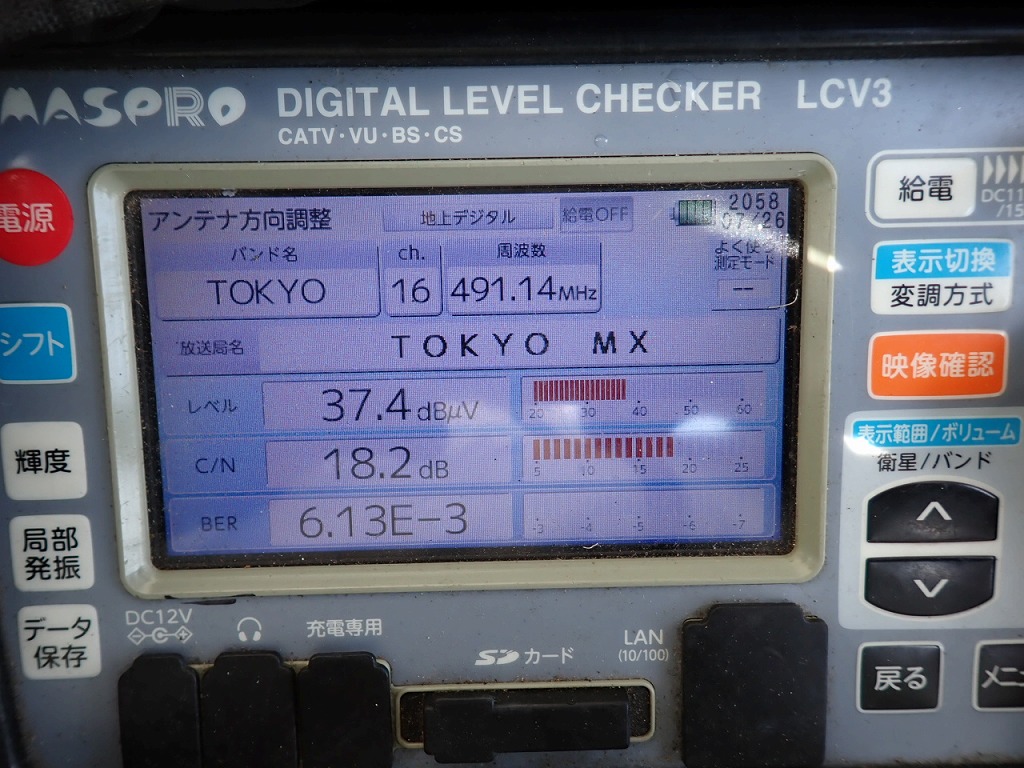 MASPRO DIGITAL LEVEL CHECKER LCV3
CATV・VU・BS・CS
電源
シフト
輝度
局部
発振
データ
保存
アンテナ方向調整 地上デジタル 給電OFF 2058
07/26
バンド名 ch. 周波数 よく使う
測定モード
TOKYO 16 491.14MHz --
放送局名 TOKYO MX
レベル 37.4 dBμV
20 30 40 50 60
C/N 18.2 dB
5 10 15 20 25
BER 6.13E-3
-3 -4 -5 -6 -7
給電
表示切換
変調方式
映像確認
表示範囲/ボリューム
衛星/バンド
戻る
DC12V 充電専用
SDカード
LAN
(10/100)